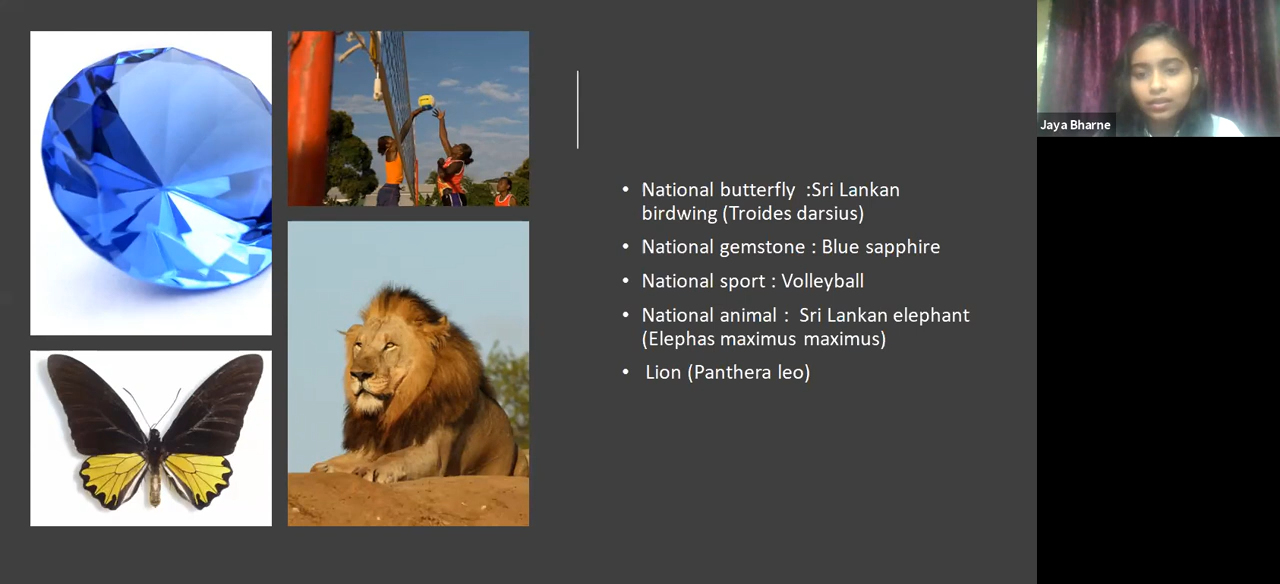 Jaya Bharne
• National butterfly  :Sri Lankan
birdwing (Troides darsius)
• National gemstone : Blue sapphire
• National sport : Volleyball
• National animal :  Sri Lankan elephant
(Elephas maximus maximus)
• Lion (Panthera leo)